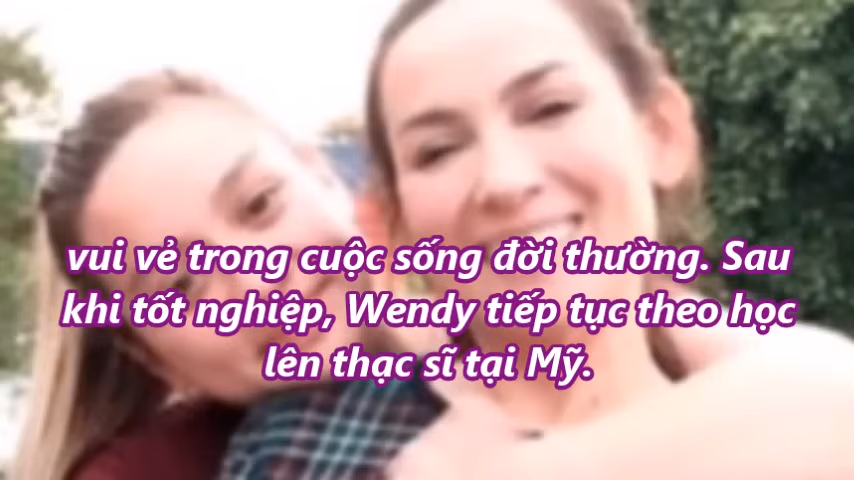 vui vẻ trong cuộc sống đời thường. Sau
khi tốt nghiệp, Wendy tiếp tục theo học
lên thạc sĩ tại Mỹ.